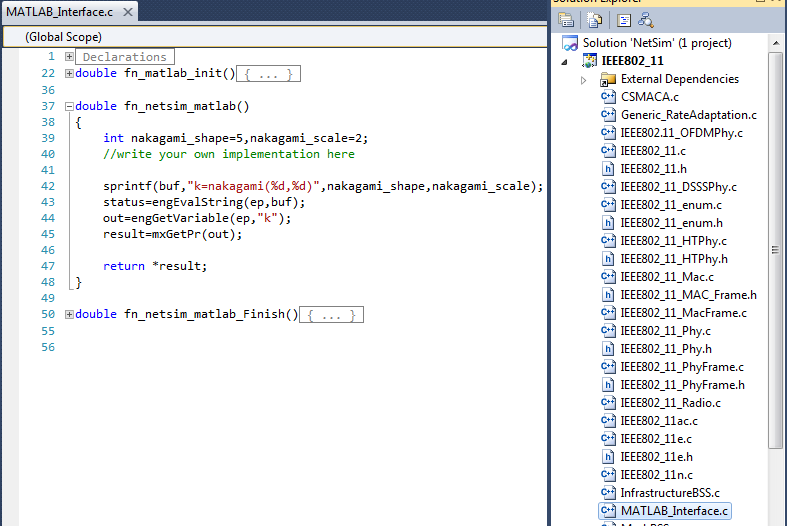 MATLAB_Interface.c
(Global Scope)
1 Declarations
22 double fn_matlab_init() { ... }
36
37 double fn_netsim_matlab()
38 {
39 int nakagami_shape=5,nakagami_scale=2;
40 //write your own implementation here
41
42 sprintf(buf,"k=nakagami(%d,%d)",nakagami_shape,nakagami_scale);
43 status=engEvalString(ep,buf);
44 out=engGetVariable(ep,"k");
45 result=mxGetPr(out);
46
47 return *result;
48 }
49
50 double fn_netsim_matlab_Finish() { ... }
55
56
Solution Explorer
Solution 'NetSim' (1 project)
IEEE802_11
External Dependencies
CSMACA.c
Generic_RateAdaptation.c
IEEE802.11_OFDMPhy.c
IEEE802_11.c
IEEE802_11.h
IEEE802_11_DSSSPhy.c
IEEE802_11_enum.c
IEEE802_11_enum.h
IEEE802_11_HTPhy.c
IEEE802_11_HTPhy.h
IEEE802_11_Mac.c
IEEE802_11_MAC_Frame.h
IEEE802_11_MacFrame.c
IEEE802_11_Phy.c
IEEE802_11_Phy.h
IEEE802_11_PhyFrame.c
IEEE802_11_PhyFrame.h
IEEE802_11_Radio.c
IEEE802_11ac.c
IEEE802_11e.c
IEEE802_11e.h
IEEE802_11n.c
InfrastructureBSS.c
MATLAB_Interface.c